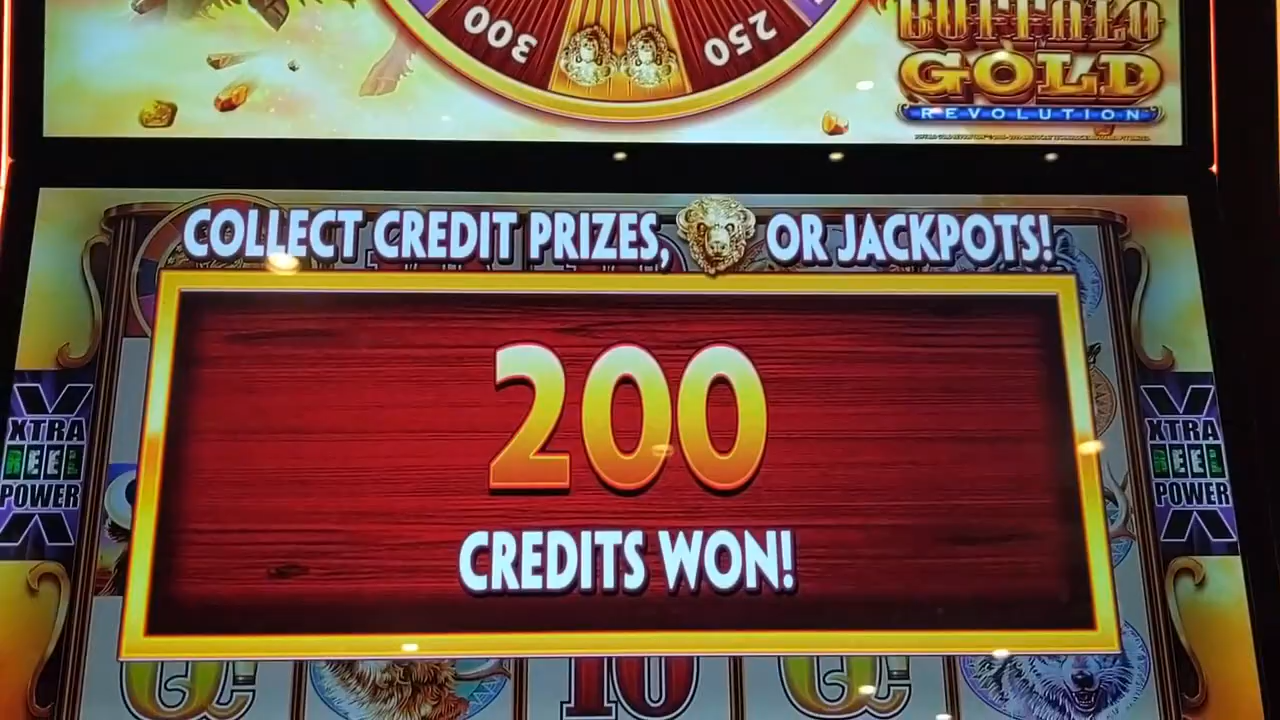 300
250
BUFFALO
GOLD
REVOLUTION
COLLECT CREDIT PRIZES, OR JACKPOTS!
200
CREDITS WON!
XTRA
REEL
POWER
XTRA
REEL
POWER
10